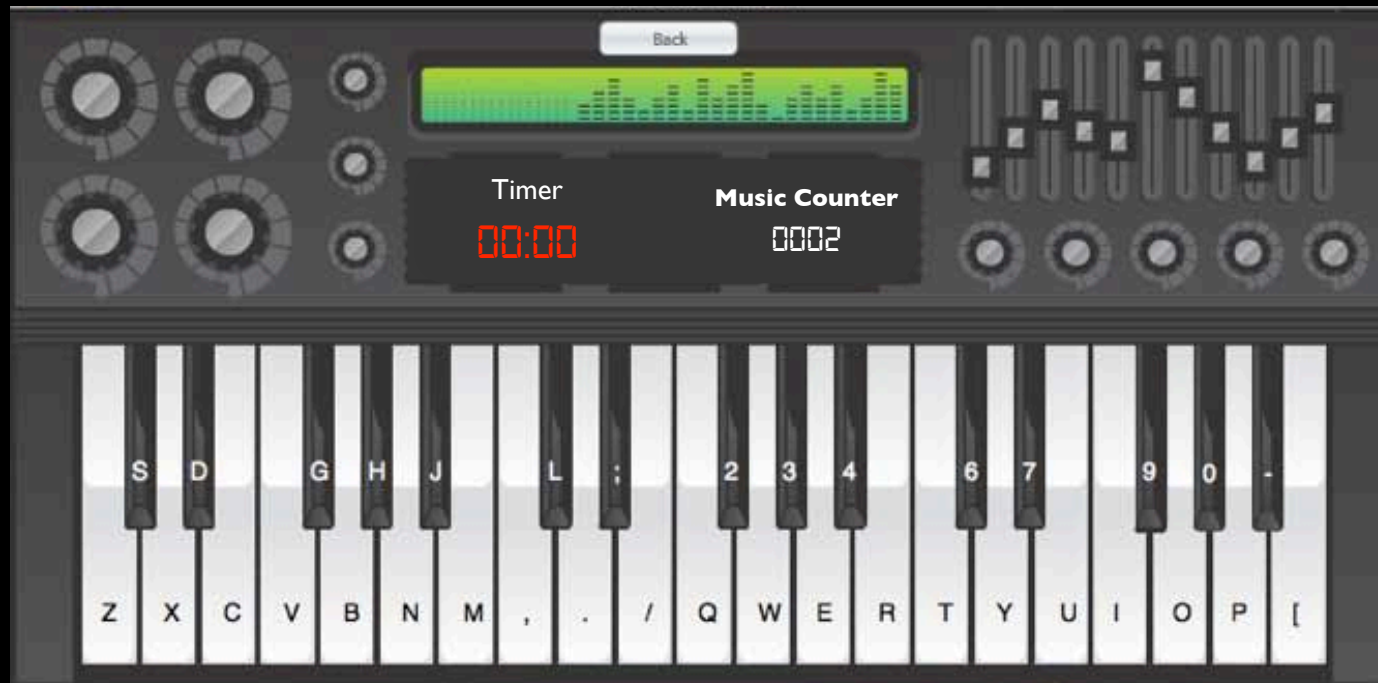 Back
Timer
Music Counter
00:00
0002
S D G H J L ; 2 3 4 6 7 9 0 -
Z X C V B N M , . / Q W E R T Y U I O P [